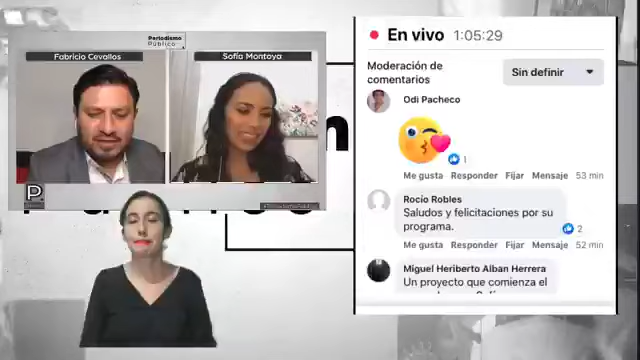 Periodismo
Público
Fabricio Cevallos
Sofía Montoya
P
En vivo 1:05:29
Moderación de
comentarios
Sin definir
Odi Pacheco
1
Me gusta Responder Fijar Mensaje 53 min
Rocío Robles
Saludos y felicitaciones por su
programa.
2
Me gusta Responder Fijar Mensaje 52 min
Miguel Heriberto Alban Herrera
Un proyecto que comienza el